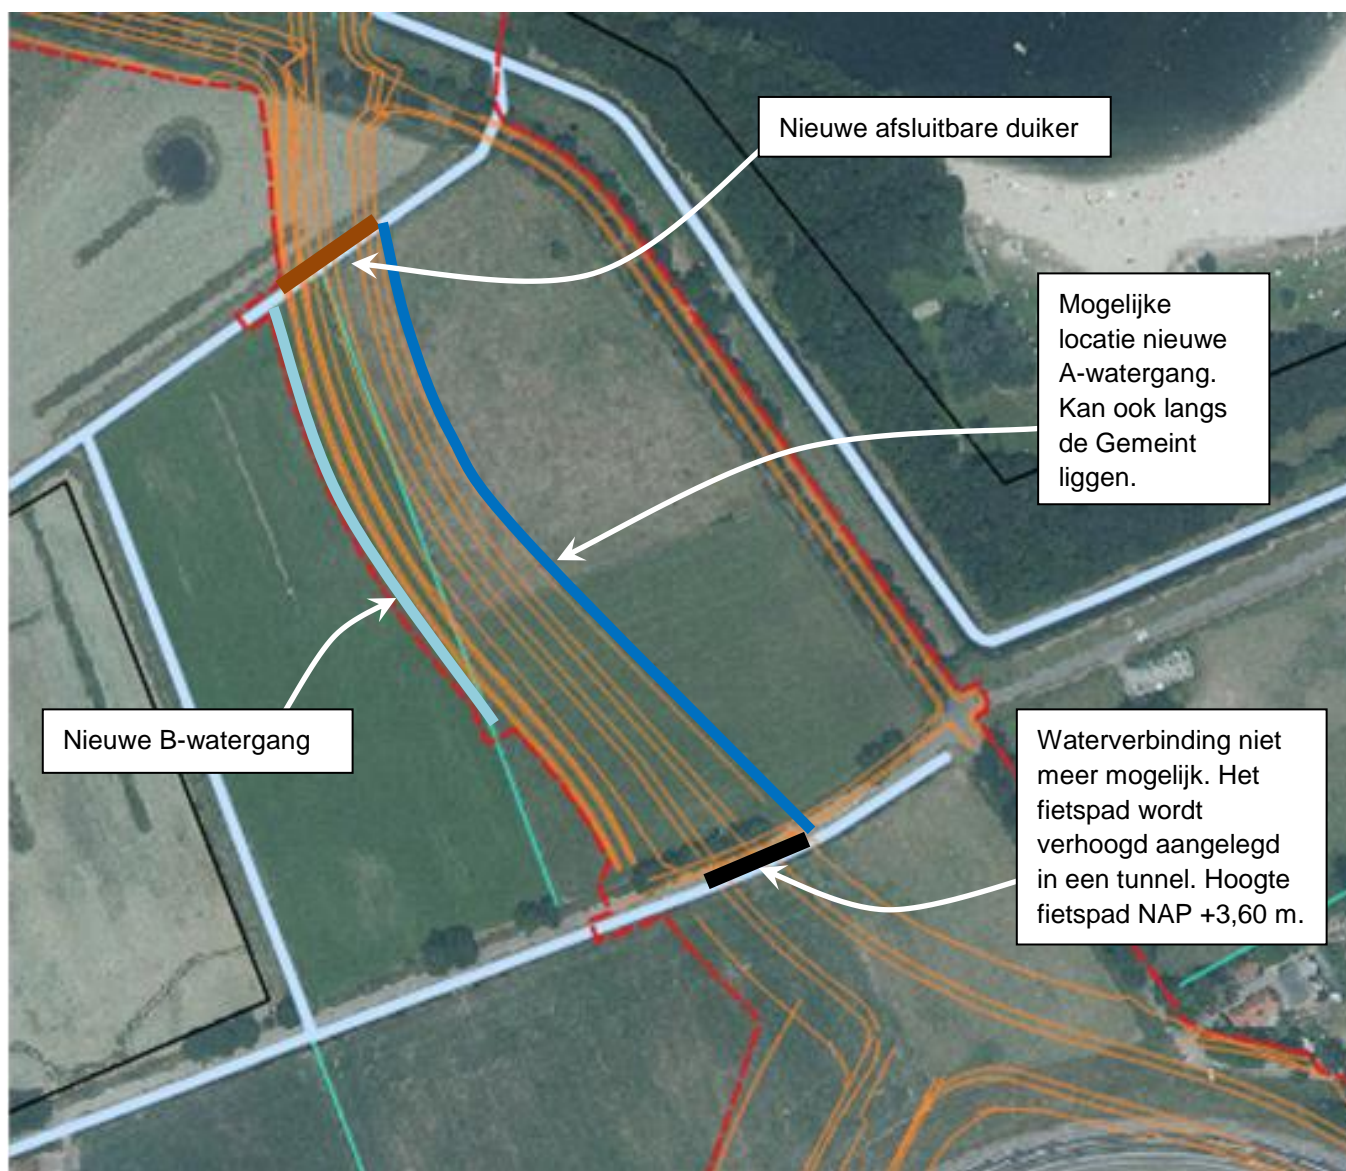 Nieuwe afsluitbare duiker
Mogelijke
locatie nieuwe
A-watergang.
Kan ook langs
de Gemeint
liggen.
Nieuwe B-watergang
Waterverbinding niet
meer mogelijk. Het
fietspad wordt
verhoogd aangelegd
in een tunnel. Hoogte
fietspad NAP +3,60 m.